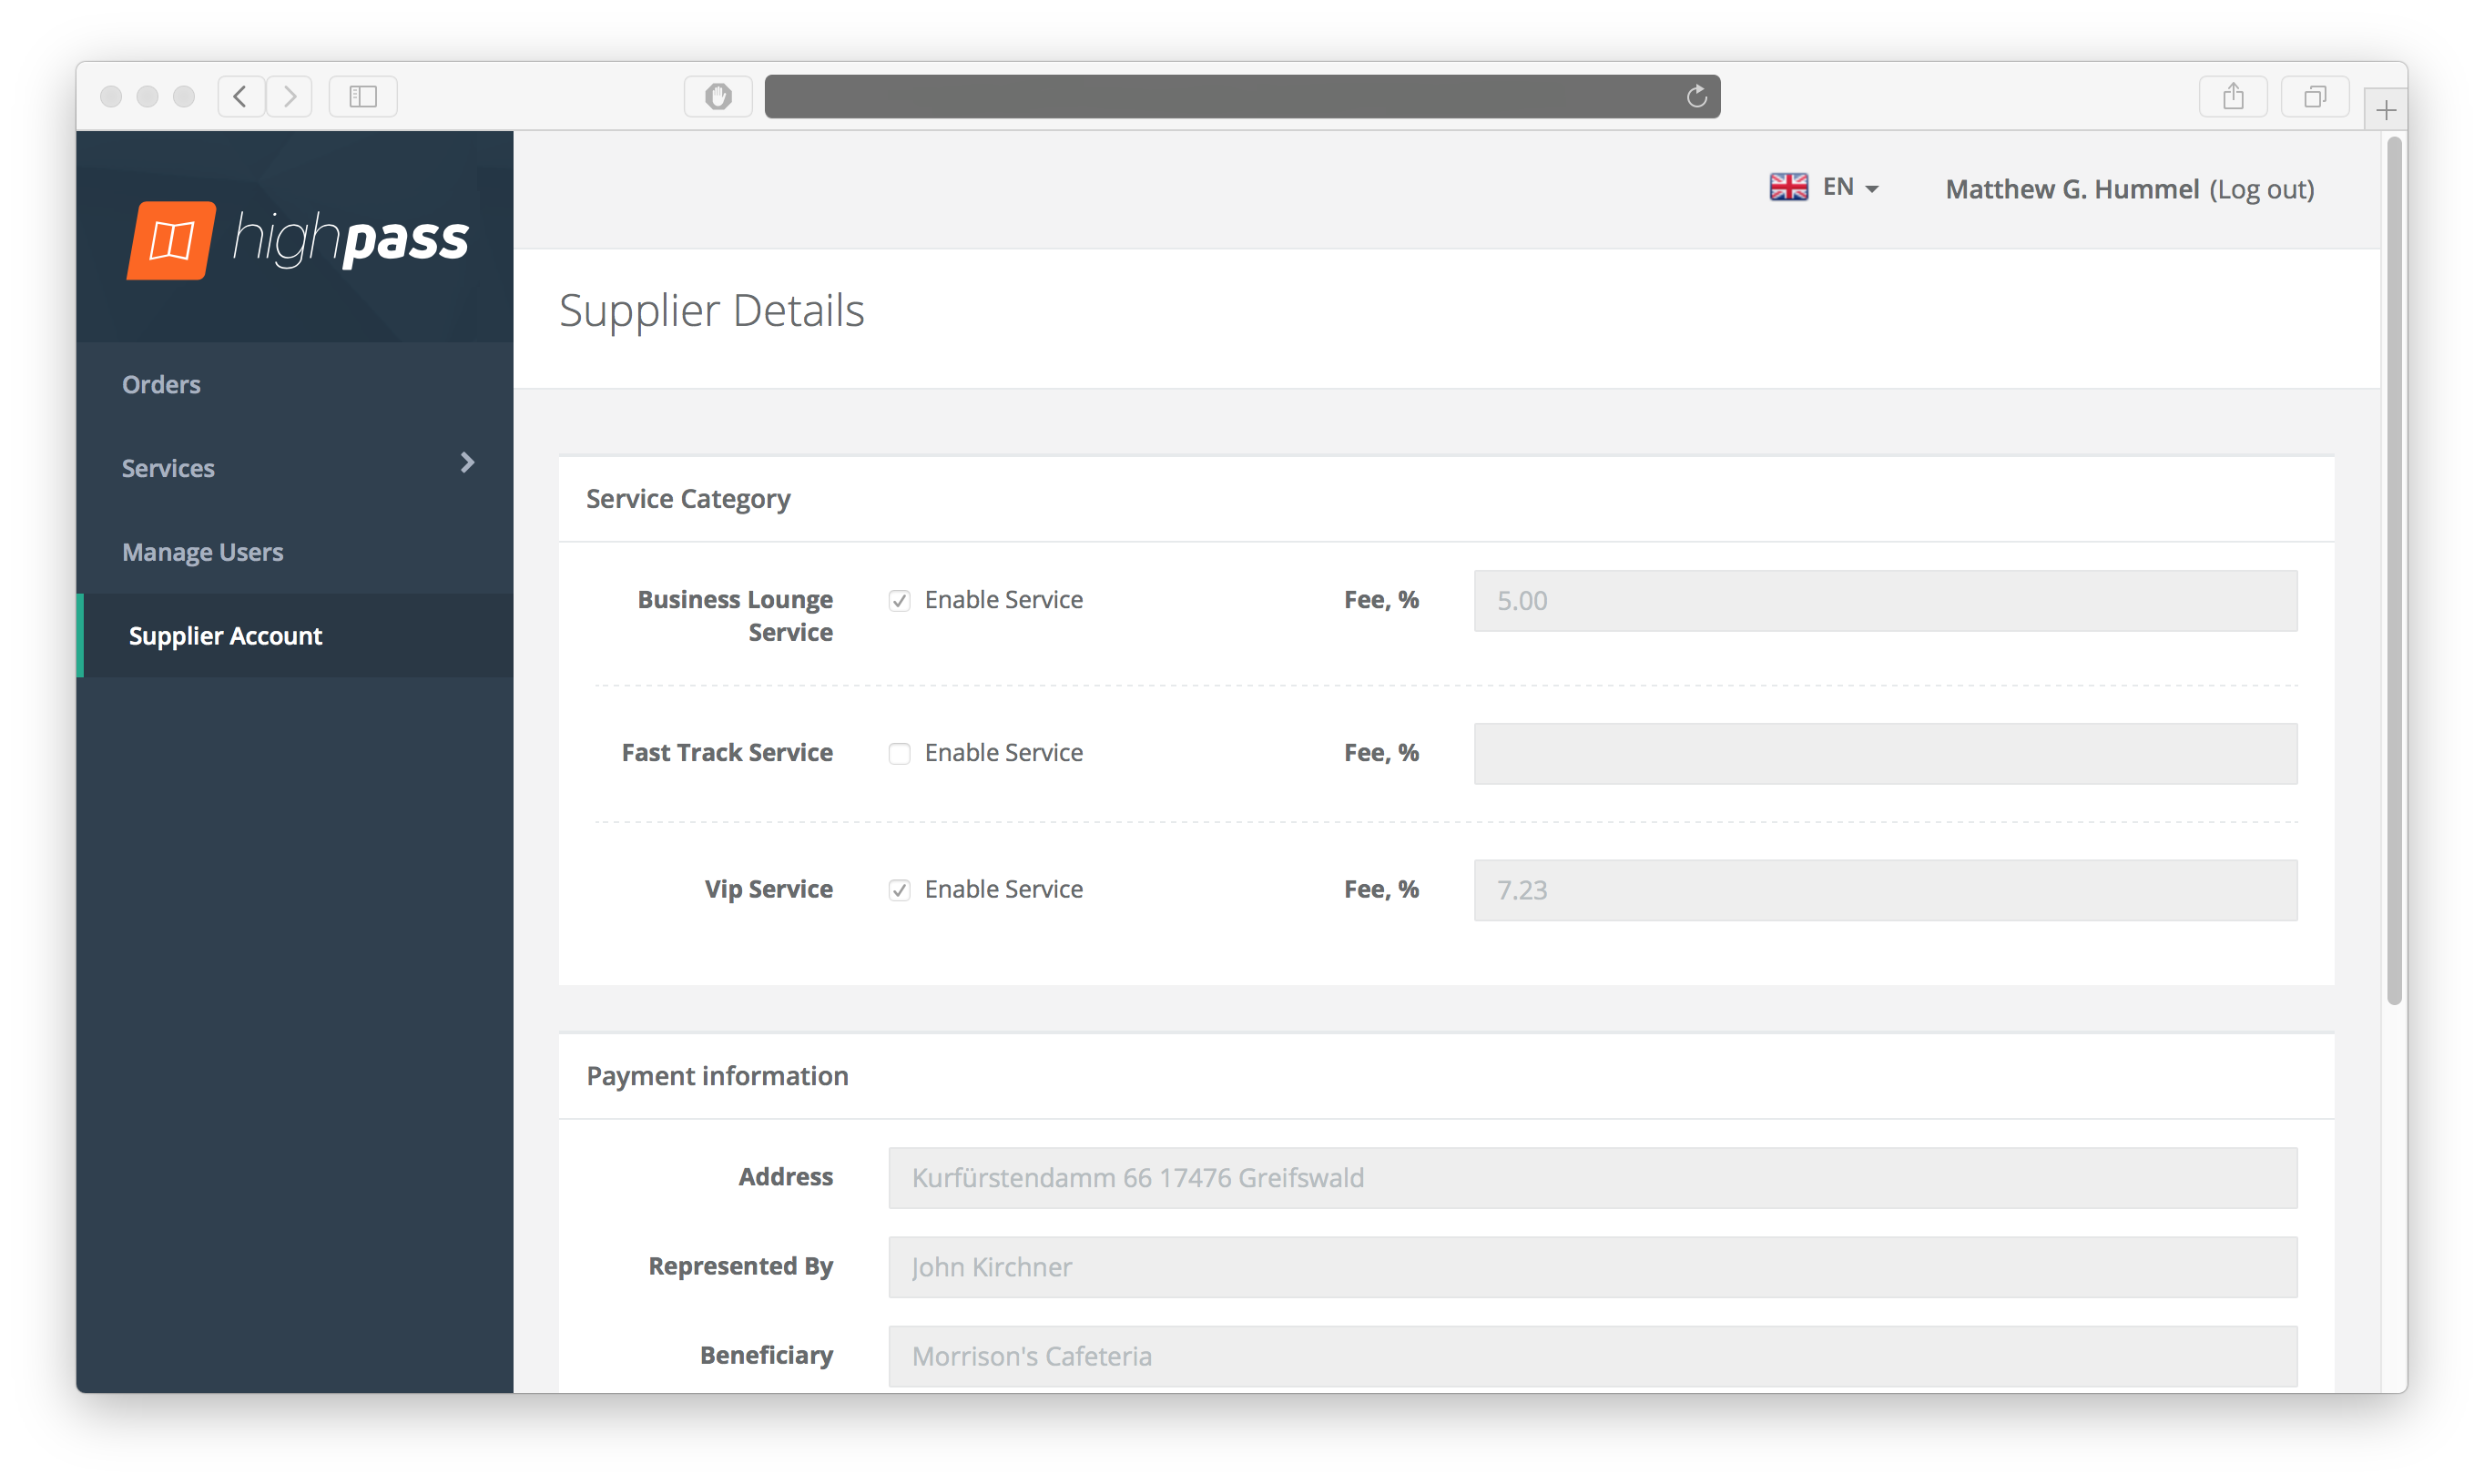 highpass
EN
Matthew G. Hummel (Log out)
Supplier Details
Orders
Services
Manage Users
Supplier Account
Service Category
Business Lounge
Service
Enable Service
Fee, %
5.00
Fast Track Service
Enable Service
Fee, %
Vip Service
Enable Service
Fee, %
7.23
Payment information
Address
Kurfürstendamm 66 17476 Greifswald
Represented By
John Kirchner
Beneficiary
Morrison's Cafeteria